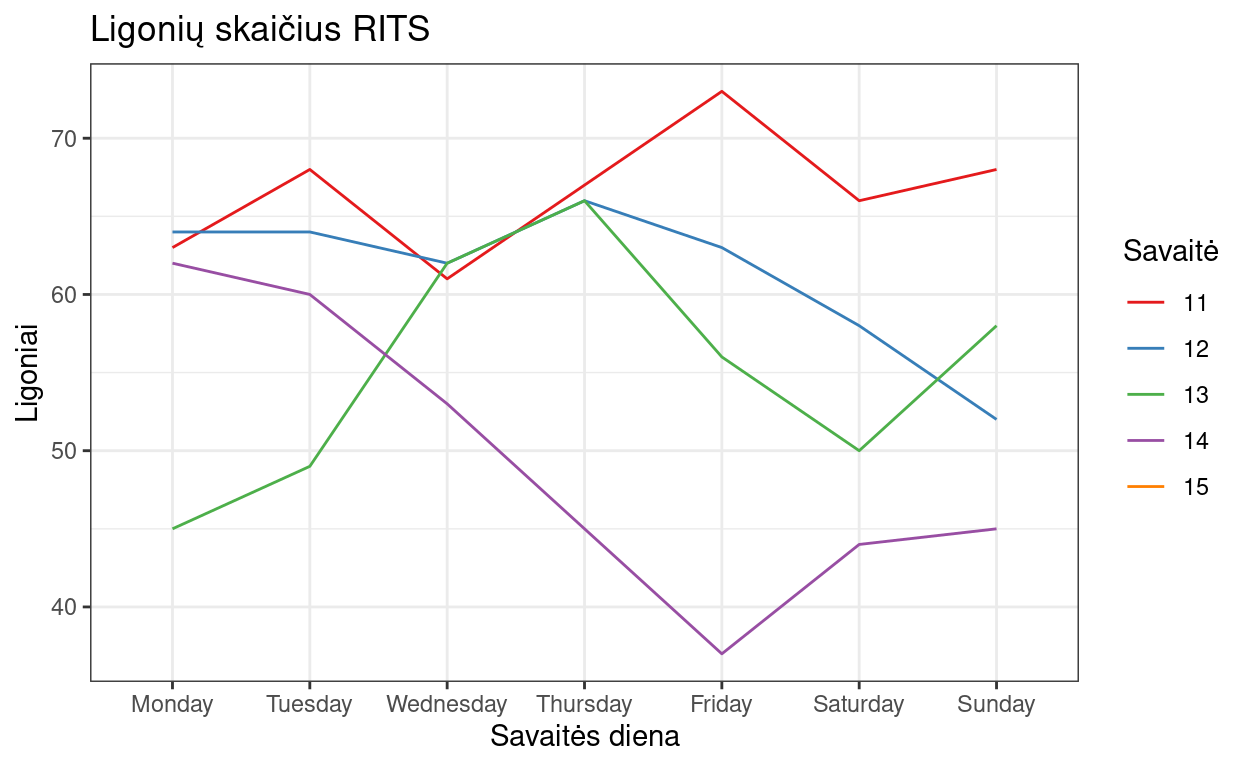 Ligonių skaičius RITS
Ligoniai
70
60
50
40
Monday Tuesday Wednesday Thursday Friday Saturday Sunday
Savaitės diena
Savaitė
11
12
13
14
15